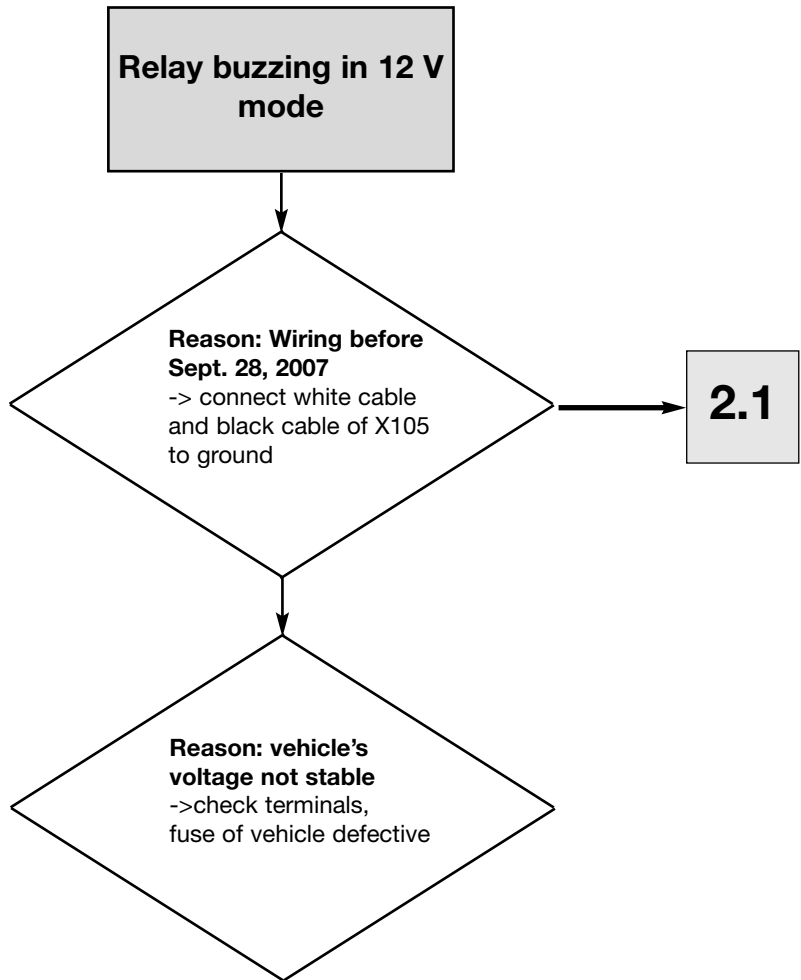 Relay buzzing in 12 V
mode
Reason: Wiring before
Sept. 28, 2007
-> connect white cable
and black cable of X105
to ground
2.1
Reason: vehicle's
voltage not stable
->check terminals,
fuse of vehicle defective